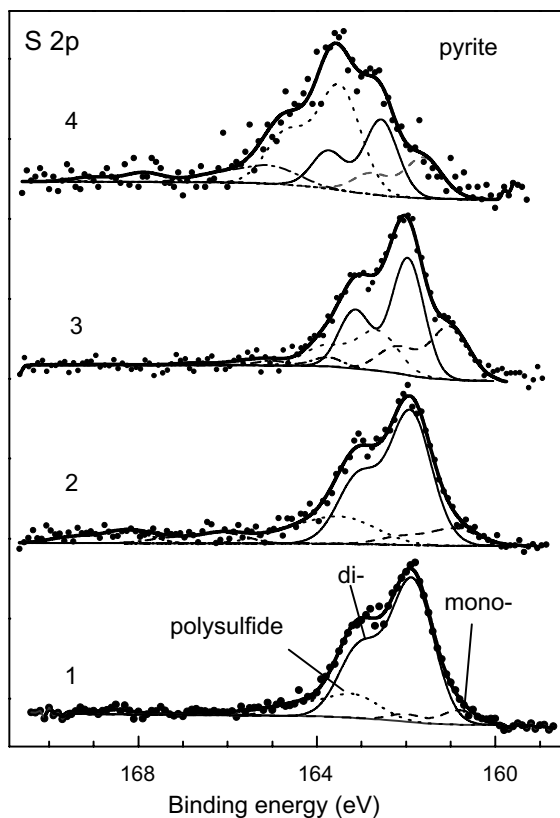 S 2p
pyrite
4
3
2
di-
mono-
polysulfide
1
168
164
160
Binding energy (eV)